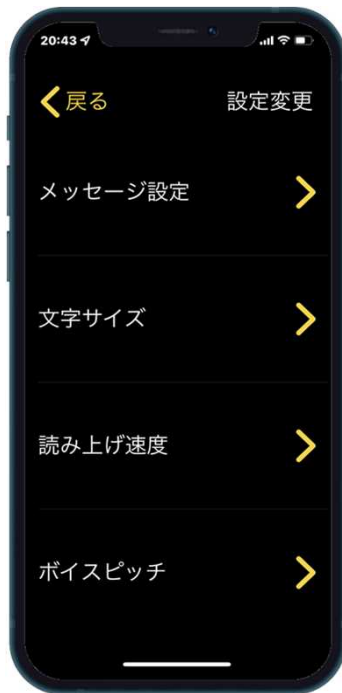 20:43
戻る
設定変更
メッセージ設定
文字サイズ
読み上げ速度
ボイスピッチ